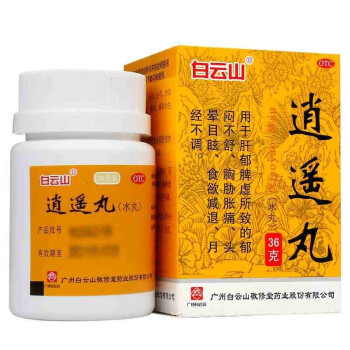 白云山
OTC
逍遥丸(水丸)
产品批号
有效期至
广州白云山敬修堂药业股份有限公司
白云山®
OTC
逍遥丸
(水丸)
36克
用于肝郁脾虚所致的郁
闷不舒、胸胁胀痛、头
晕目眩、食欲减退、月
经不调。
广州白云山敬修堂药业股份有限公司